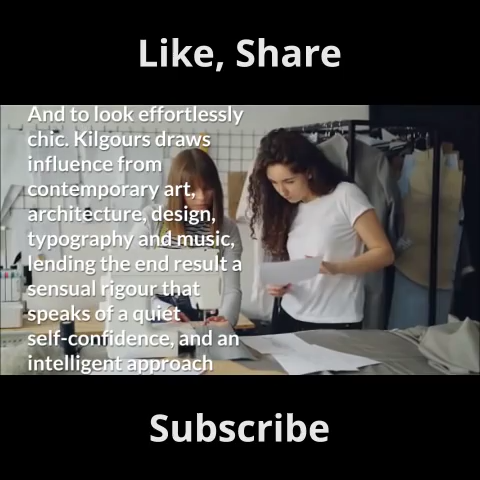 Like, Share
And to look effortlessly
chic. Kilgours draws
influence from
contemporary art,
architecture, design,
typography and music,
lending the end result a
sensual rigour that
speaks of a quiet
self-confidence, and an
intelligent approach
Subscribe